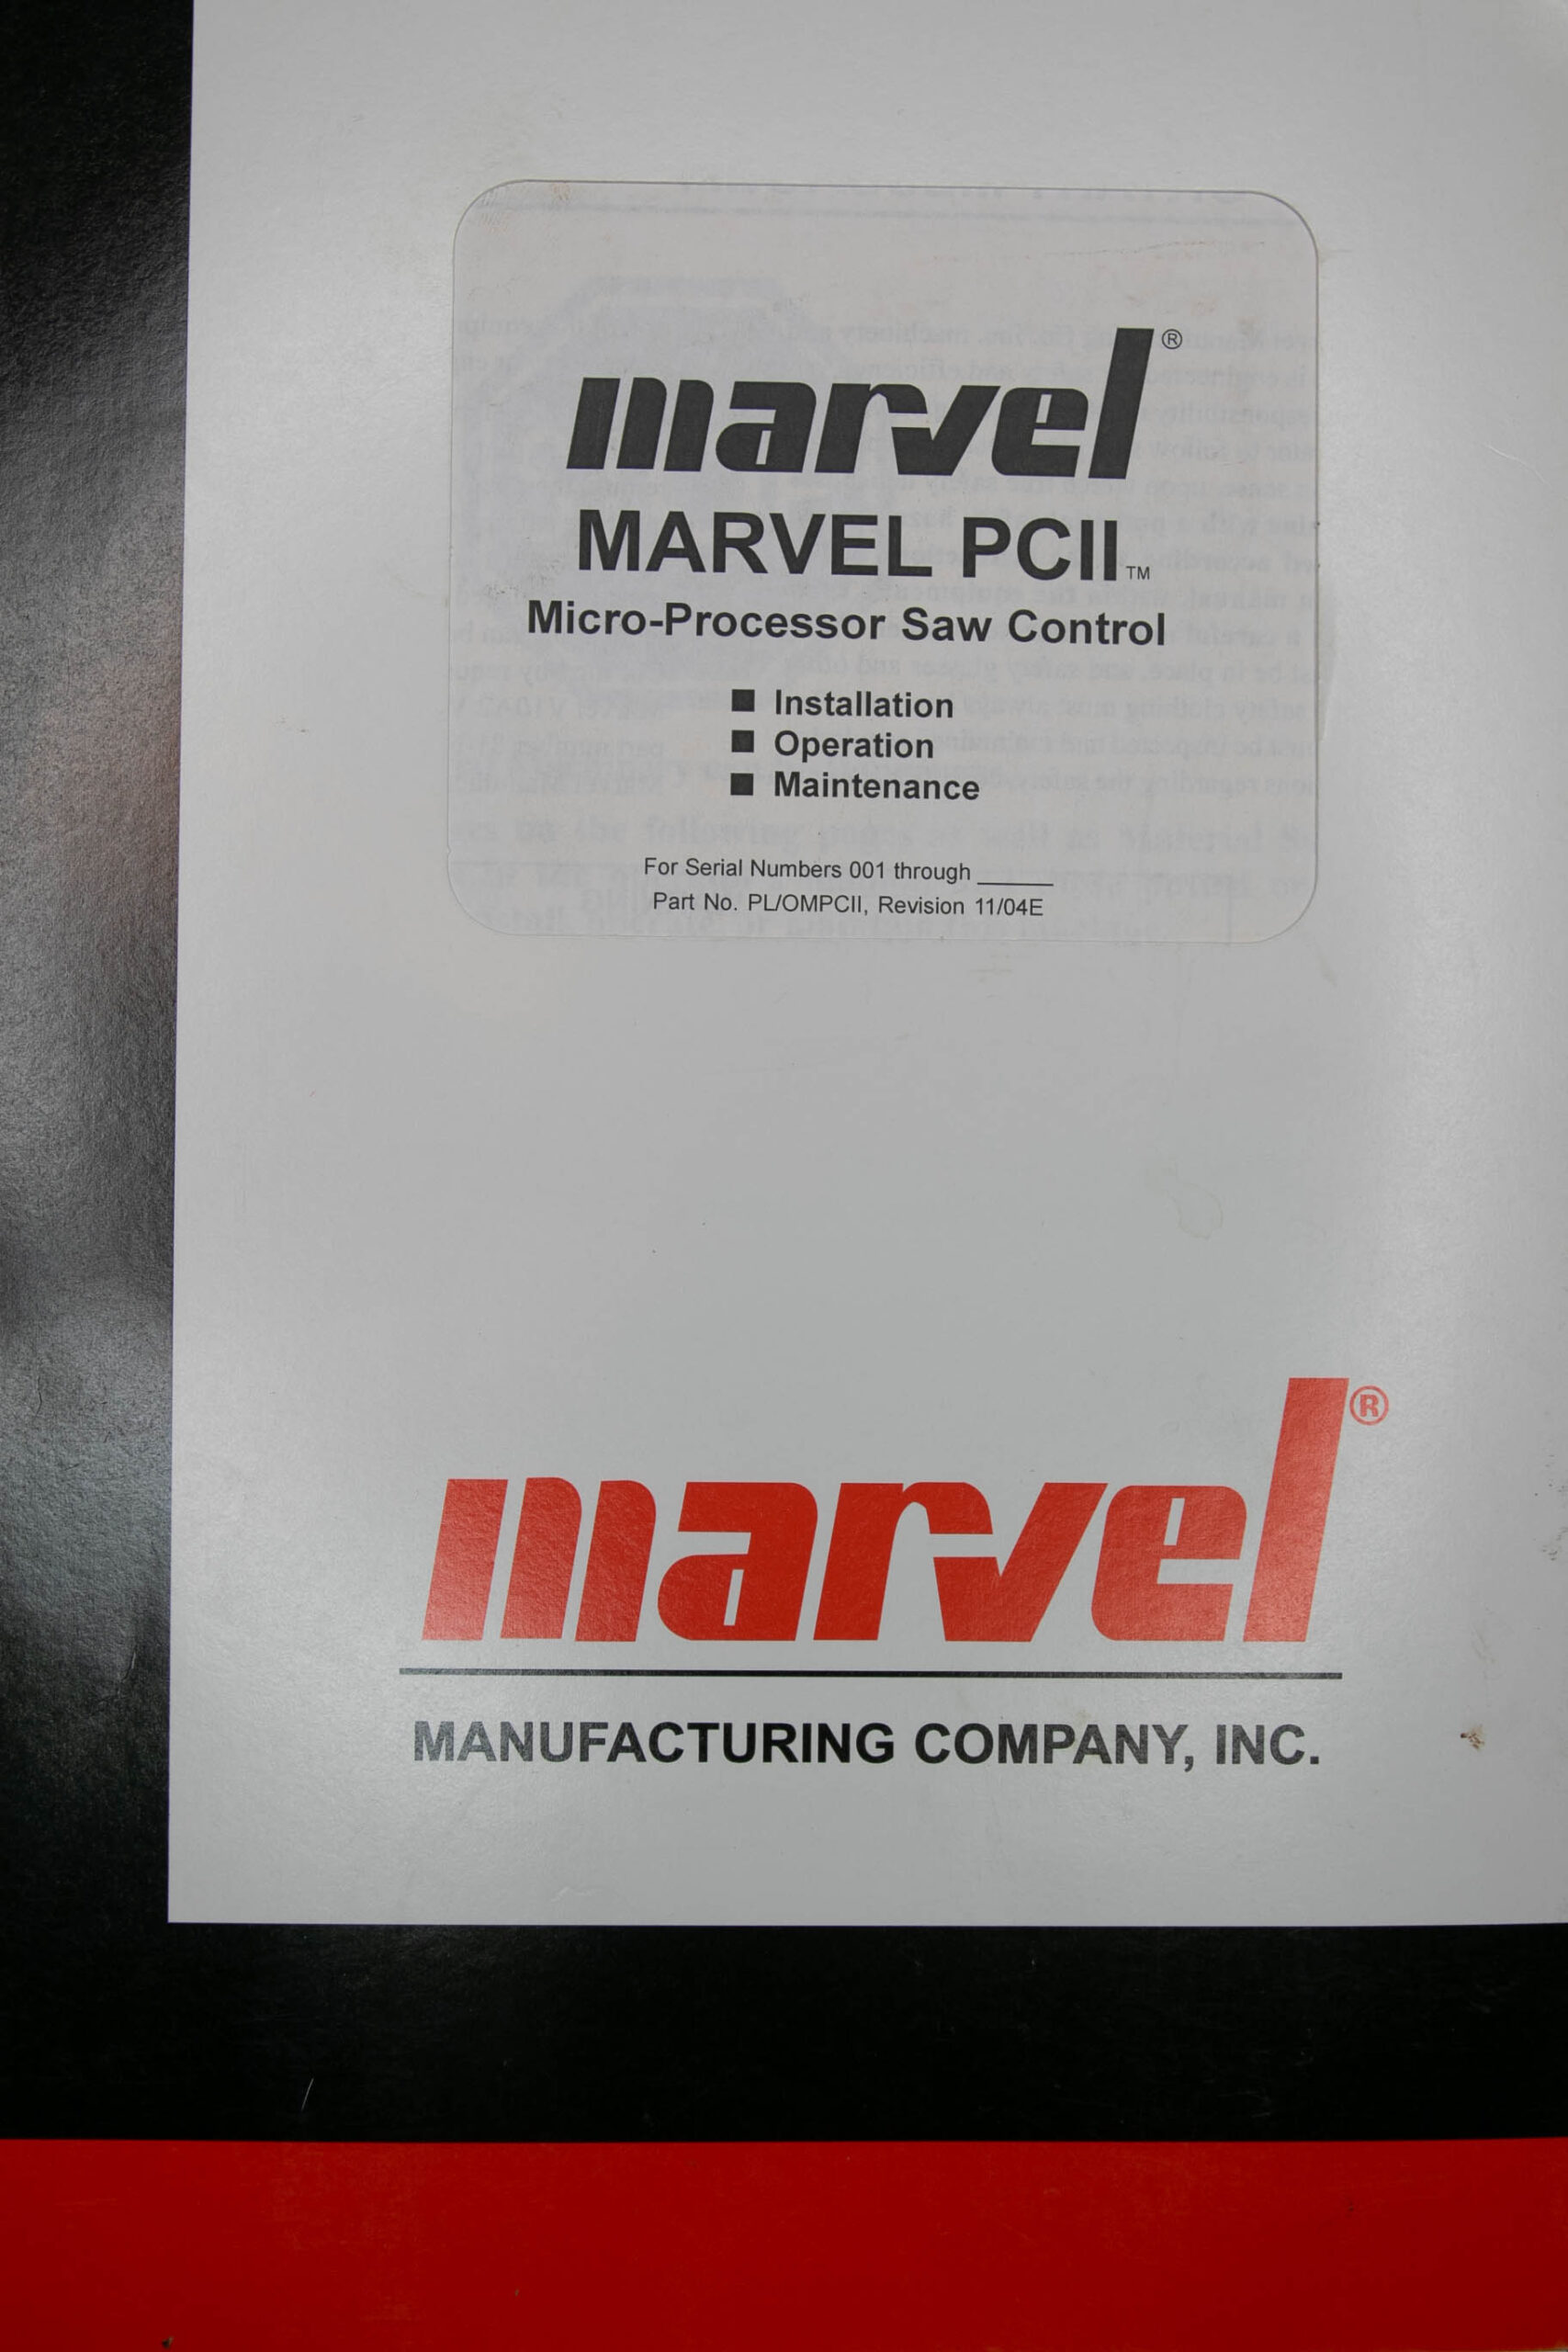 marvel®
MARVEL PCII™
Micro-Processor Saw Control
■ Installation
■ Operation
■ Maintenance
For Serial Numbers 001 through ______
Part No. PL/OMPCII, Revision 11/04E
marvel®
MANUFACTURING COMPANY, INC.